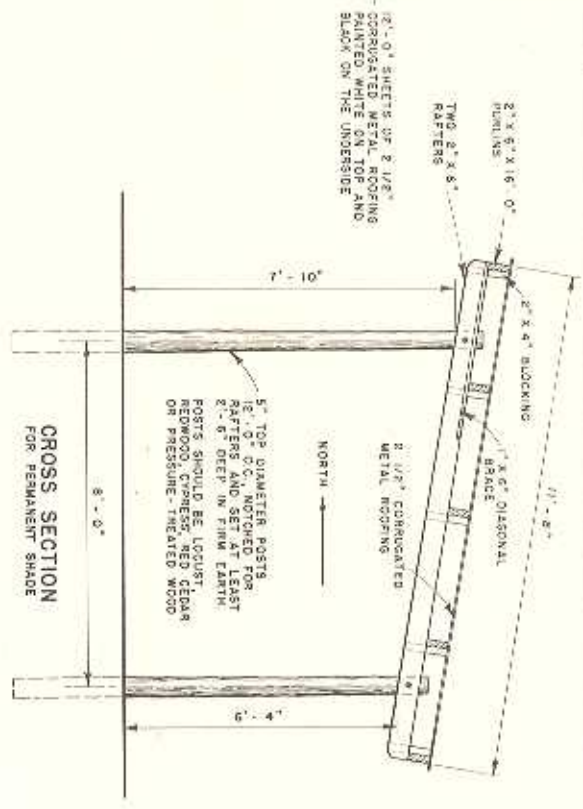 12'-0" SHEETS OF 2 1/2"
CORRUGATED METAL ROOFING
PAINTED WHITE ON TOP AND
BLACK ON THE UNDERSIDE
TWO 2" X 6"
RAFTERS
2" X 6" X 16'-0"
PURLINS
2" X 4" BLOCKING
1" X 6" DIAGONAL
BRACE
11'-8"
2 1/2" CORRUGATED
METAL ROOFING
7'-10"
NORTH
5" TOP DIAMETER POSTS
12'-0" C.C., NOTCHED FOR
RAFTERS AND SET AT LEAST
2'-6" DEEP IN FIRM EARTH
POSTS SHOULD BE LOCUST,
REDWOOD, CYPRESS, RED CEDAR
OR PRESSURE-TREATED WOOD
6'-4"
8'-0"
CROSS SECTION
FOR PERMANENT SHADE